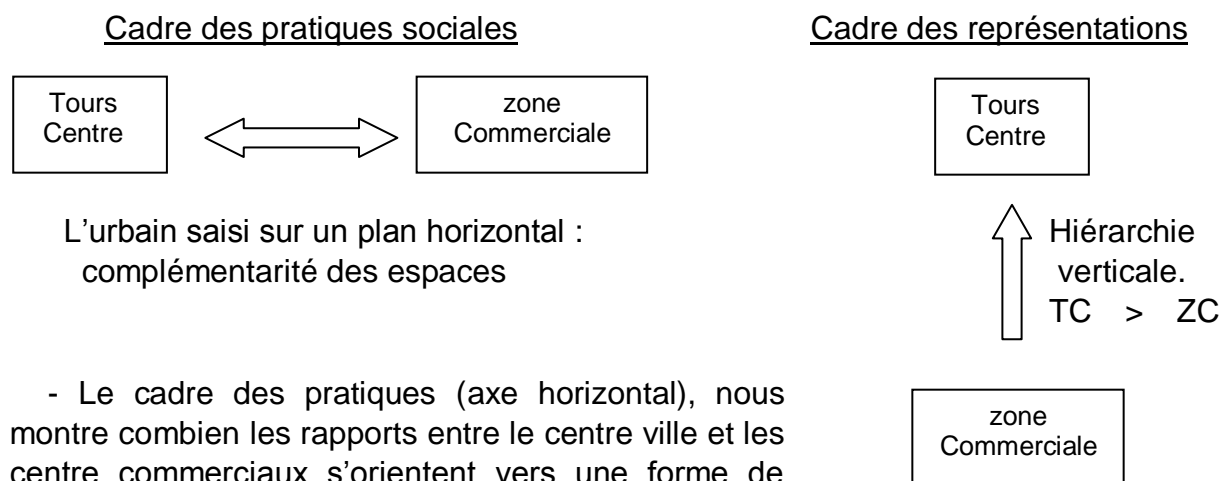 Cadre des pratiques sociales
Tours
Centre
zone
Commerciale
L’urbain saisi sur un plan horizontal :
complémentarité des espaces
- Le cadre des pratiques (axe horizontal), nous
montre combien les rapports entre le centre ville et les
centre commerciaux s’orientent vers une forme de
Cadre des représentations
Tours
Centre
Hiérarchie
verticale.
TC > ZC
zone
Commerciale